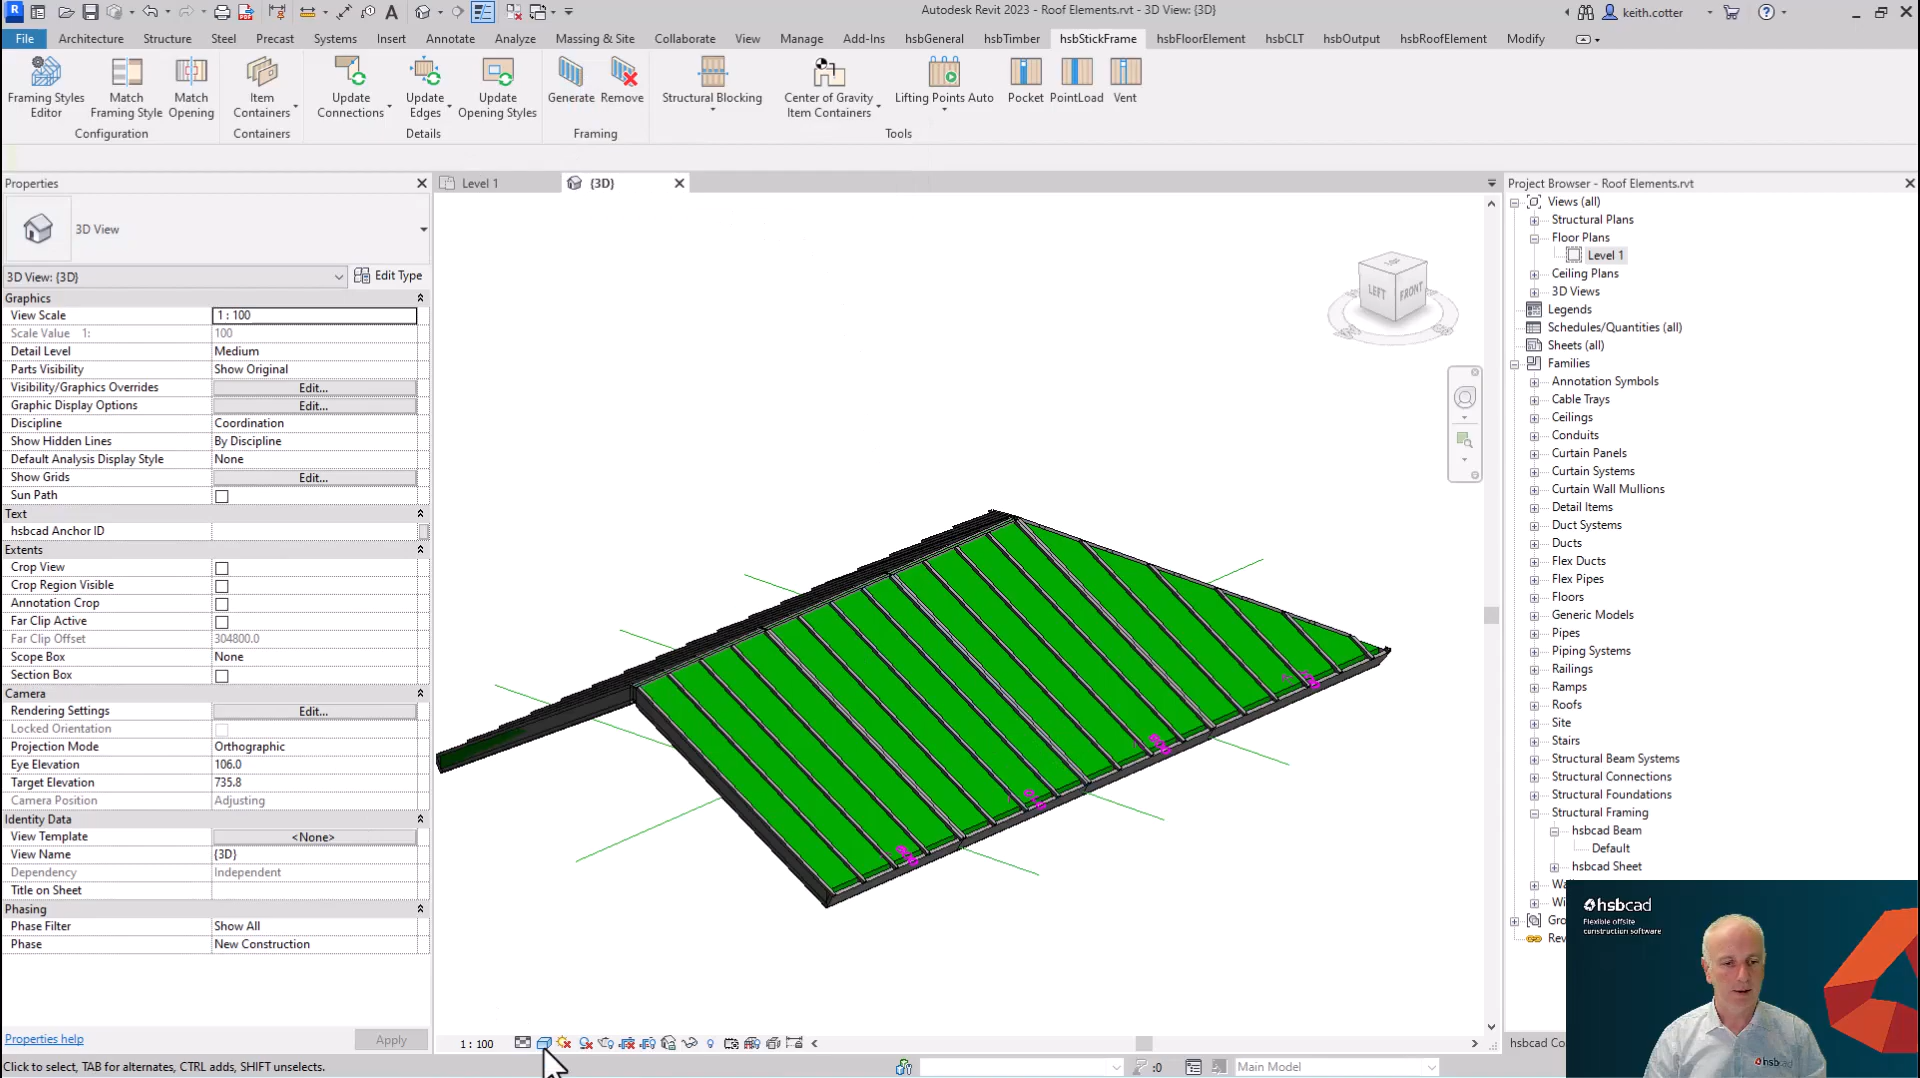 Autodesk Revit 2023 - Roof Elements.rvt - 3D View: {3D}
keith.cotter
File Architecture Structure Steel Precast Systems Insert Annotate Analyze Massing & Site Collaborate View Manage Add-Ins hsbGeneral hsbTimber hsbStickFrame hsbFloorElement hsbCLT hsbOutput hsbRoofElement Modify
Framing Styles Editor
Match Framing Style
Match Opening
Configuration
Item Containers
Containers
Update Connections
Update Edges
Update Opening Styles
Details
Generate
Remove
Framing
Structural Blocking
Center of Gravity Item Containers
Lifting Points Auto
Pocket
PointLoad
Vent
Tools
Properties
3D View
3D View: {3D}
Edit Type
Graphics
View Scale 1 : 100
Scale Value 1: 100
Detail Level Medium
Parts Visibility Show Original
Visibility/Graphics Overrides Edit...
Graphic Display Options Edit...
Discipline Coordination
Show Hidden Lines By Discipline
Default Analysis Display Style None
Show Grids Edit...
Sun Path
Text
hsbcad Anchor ID
Extents
Crop View
Crop Region Visible
Annotation Crop
Far Clip Active
Far Clip Offset 304800.0
Scope Box None
Section Box
Camera
Rendering Settings Edit...
Locked Orientation
Projection Mode Orthographic
Eye Elevation 106.0
Target Elevation 735.8
Camera Position Adjusting
Identity Data
View Template <None>
View Name {3D}
Dependency Independent
Title on Sheet
Phasing
Phase Filter Show All
Phase New Construction
Properties help
Apply
Level 1
{3D}
LEFT
FRONT
1 : 100
Project Browser - Roof Elements.rvt
Views (all)
Structural Plans
Floor Plans
Level 1
Ceiling Plans
3D Views
Legends
Schedules/Quantities (all)
Sheets (all)
Families
Annotation Symbols
Cable Trays
Ceilings
Conduits
Curtain Panels
Curtain Systems
Curtain Wall Mullions
Detail Items
Duct Systems
Ducts
Flex Ducts
Flex Pipes
Floors
Generic Models
Pipes
Piping Systems
Railings
Ramps
Roofs
Site
Stairs
Structural Beam Systems
Structural Connections
Structural Foundations
Structural Framing
hsbcad Beam
Default
hsbcad Sheet
hsbcad
Flexible offsite
construction software
hsbcad
hsbcad Co
Click to select, TAB for alternates, CTRL adds, SHIFT unselects.
:0
Main Model